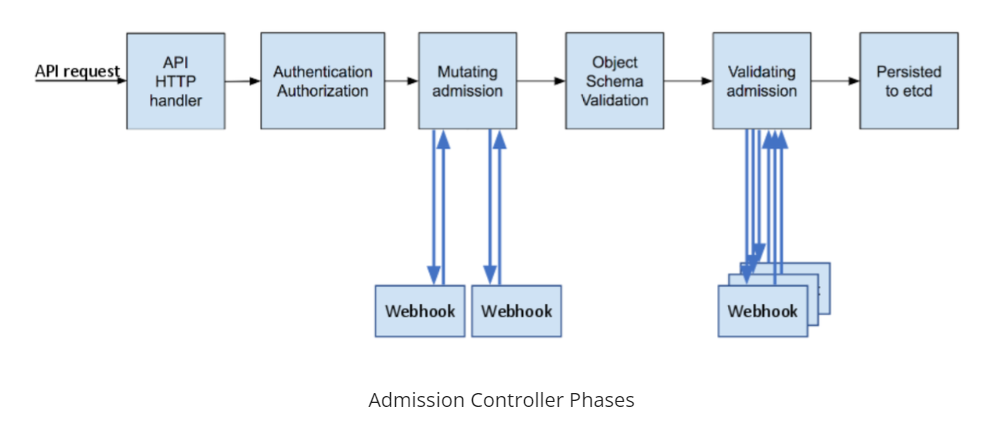 API request
API
HTTP
handler
Authentication
Authorization
Mutating
admission
Object
Schema
Validation
Validating
admission
Persisted
to etcd
Webhook
Webhook
Webhook
Admission Controller Phases